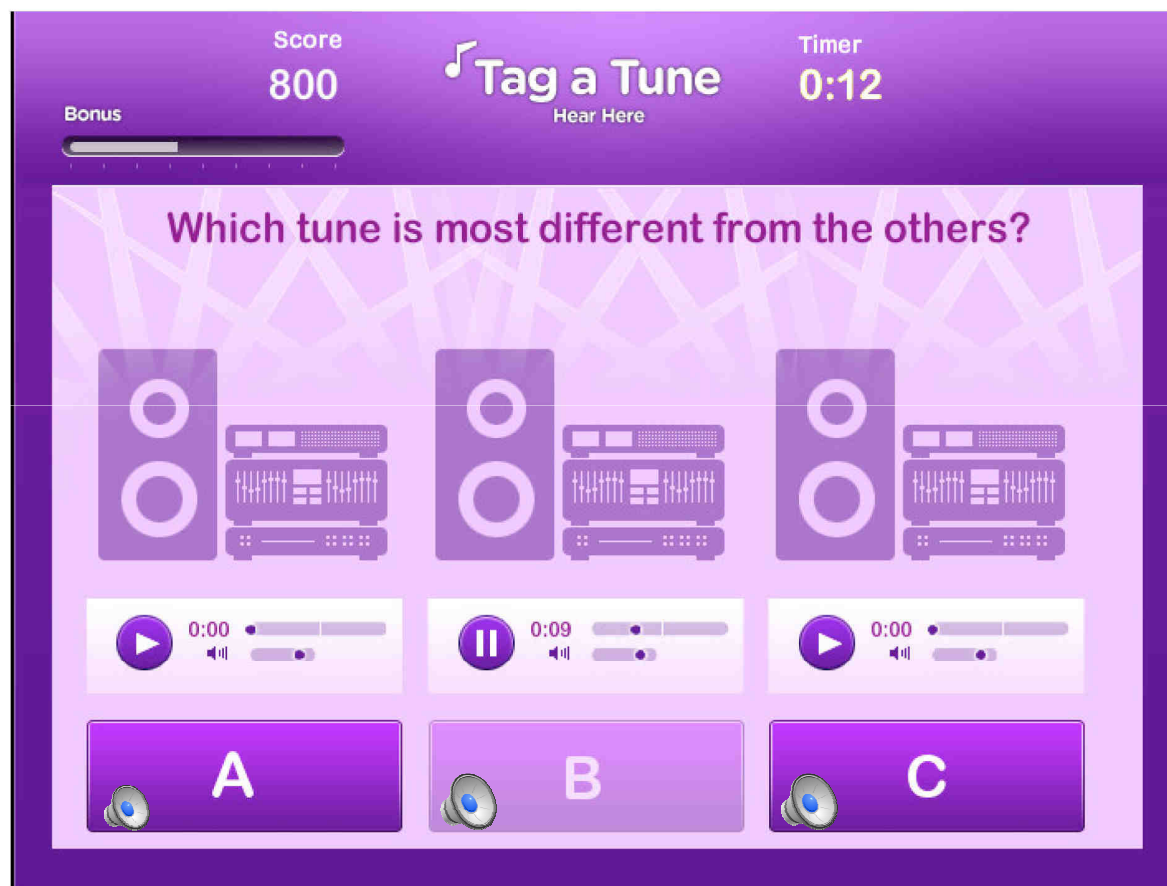 Score
800
Tag a Tune
Hear Here
Timer
0:12
Bonus
Which tune is most different from the others?
0:00
0:09
0:00
A
B
C